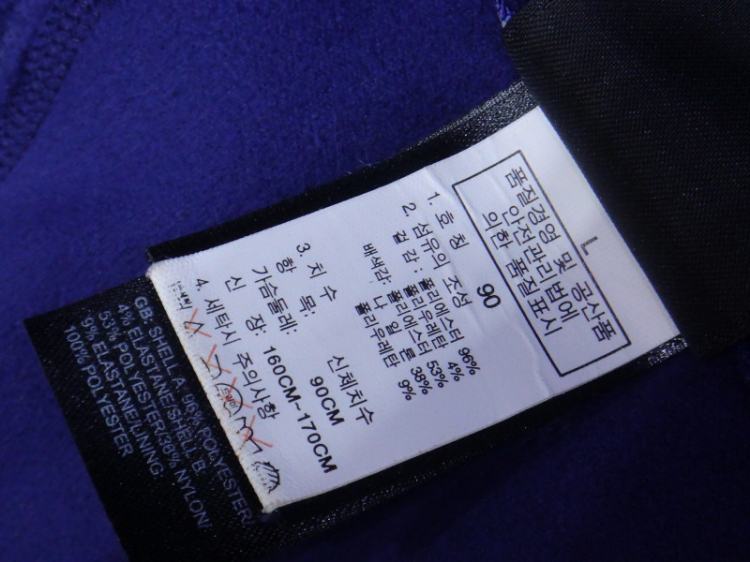 L
품질경영 및 공산품
안전관리법에
의한 품질표시
1. 호 칭 90
2. 섬유의 조성
겉 감: 폴리에스터 96%
폴리우레탄 4%
배색감: 폴리에스터 53%
나 일 론 38%
폴리우레탄 9%
3. 치수
항 목: 신체치수
가슴둘레: 90CM
신 장: 160CM~170CM
4. 세탁시 주의사항
GB: SHELL A: 96% POLYESTER/
4% ELASTANE/SHELL B:
53% POLYESTER/38% NYLON/
9% ELASTANE/LINING:
100% POLYESTER